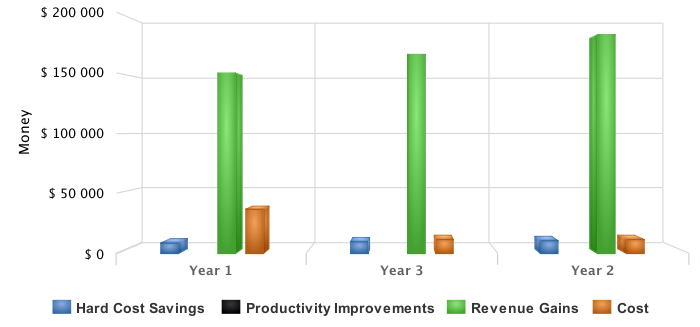 $ 200 000
$ 150 000
$ 100 000
$ 50 000
$ 0
Money
Year 1 Year 3 Year 2
Hard Cost Savings Productivity Improvements Revenue Gains Cost